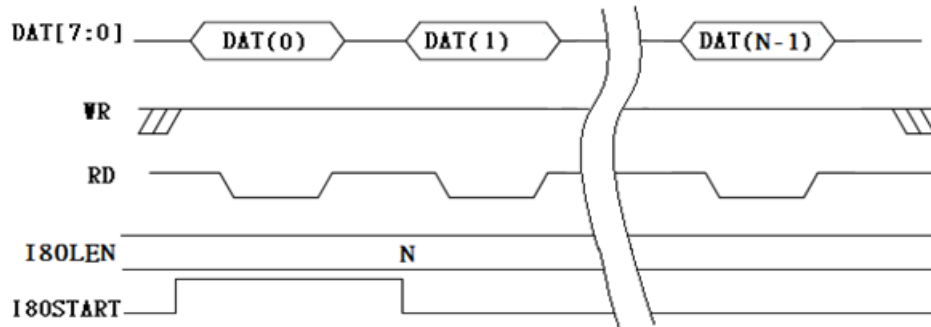 DAT[7:0] DAT(0) DAT(1) DAT(N-1)
WR
RD
I80LEN N
I80START